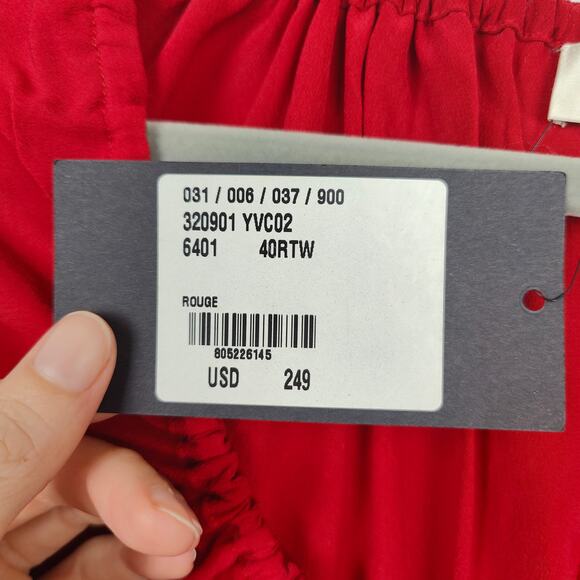 031 / 006 / 037 / 900
320901 YVC02
6401 40RTW
ROUGE
805226145
USD 249